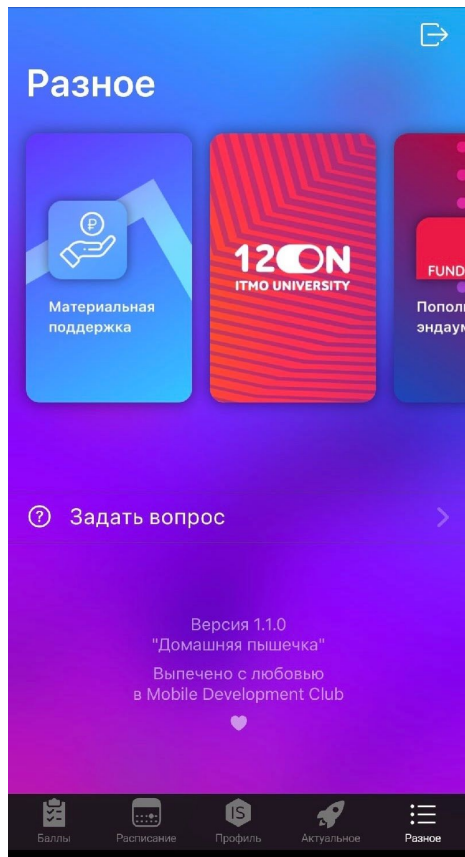 Разное
Материальная
поддержка
120N
ITMO UNIVERSITY
FUND
Попол
эндаум
Задать вопрос
Версия 1.1.0
"Домашняя пышечка"
Выпечено с любовью
в Mobile Development Club
Баллы
Расписание
IS
Профиль
Актуальное
Разное